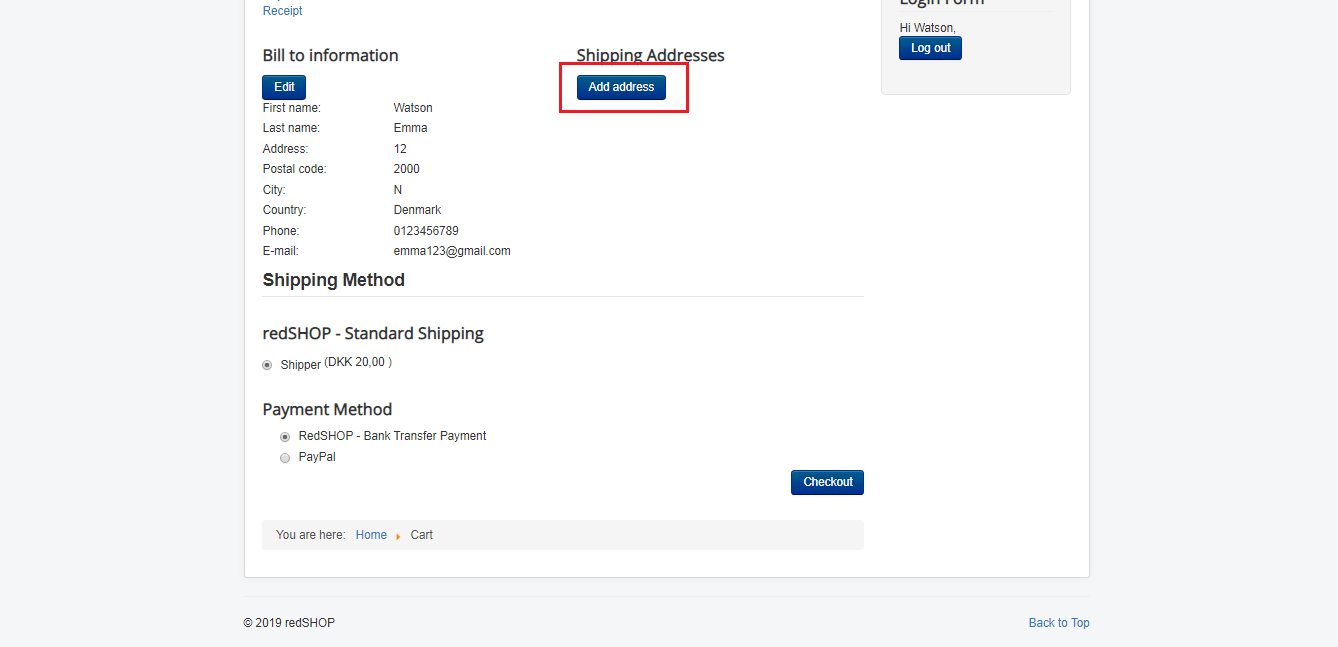 Receipt
Login Form
Hi Watson,
Log out
Bill to information
Shipping Addresses
Edit
Add address
First name: Watson
Last name: Emma
Address: 12
Postal code: 2000
City: N
Country: Denmark
Phone: 0123456789
E-mail: emma123@gmail.com
Shipping Method
redSHOP - Standard Shipping
Shipper (DKK 20,00 )
Payment Method
RedSHOP - Bank Transfer Payment
PayPal
Checkout
You are here: Home Cart
© 2019 redSHOP
Back to Top